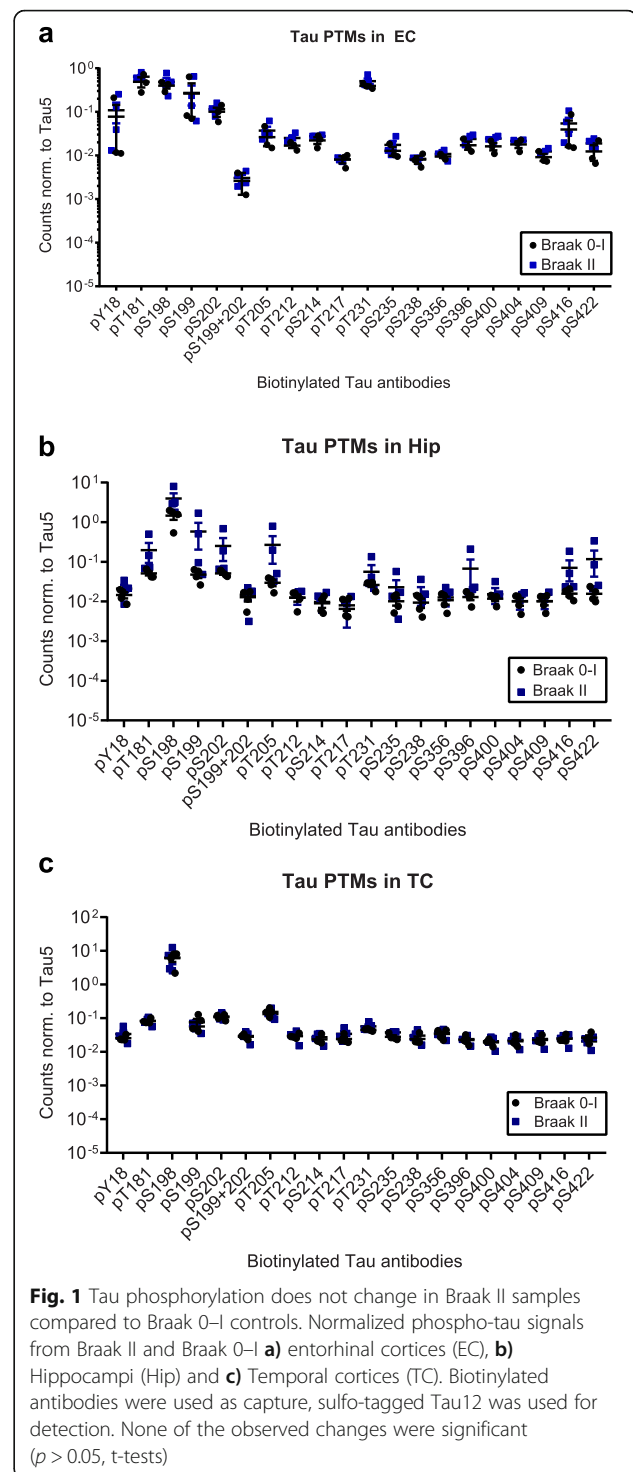 a
Tau PTMs in EC
Counts norm. to Tau5
10^0
10^-1
10^-2
10^-3
10^-4
10^-5
Braak 0-I
Braak II
pY18
pT181
pS198
pS199
pS202
pS199+202
pT205
pT212
pS214
pT217
pT231
pS235
pS238
pS356
pS396
pS400
pS404
pS409
pS416
pS422
Biotinylated Tau antibodies
b
Tau PTMs in Hip
Counts norm. to Tau5
10^1
10^0
10^-1
10^-2
10^-3
10^-4
10^-5
Braak 0-I
Braak II
pY18
pT181
pS198
pS199
pS202
pS199+202
pT205
pT212
pS214
pT217
pT231
pS235
pS238
pS356
pS396
pS400
pS404
pS409
pS416
pS422
Biotinylated Tau antibodies
c
Tau PTMs in TC
Counts norm. to Tau5
10^2
10^1
10^0
10^-1
10^-2
10^-3
10^-4
10^-5
Braak 0-I
Braak II
pY18
pT181
pS198
pS199
pS202
pS199+202
pT205
pT212
pS214
pT217
pT231
pS235
pS238
pS356
pS396
pS400
pS404
pS409
pS416
pS422
Biotinylated Tau antibodies
Fig. 1 Tau phosphorylation does not change in Braak II samples
compared to Braak 0–I controls. Normalized phospho-tau signals
from Braak II and Braak 0–I a) entorhinal cortices (EC), b)
Hippocampi (Hip) and c) Temporal cortices (TC). Biotinylated
antibodies were used as capture, sulfo-tagged Tau12 was used for
detection. None of the observed changes were significant
(p > 0.05, t-tests)